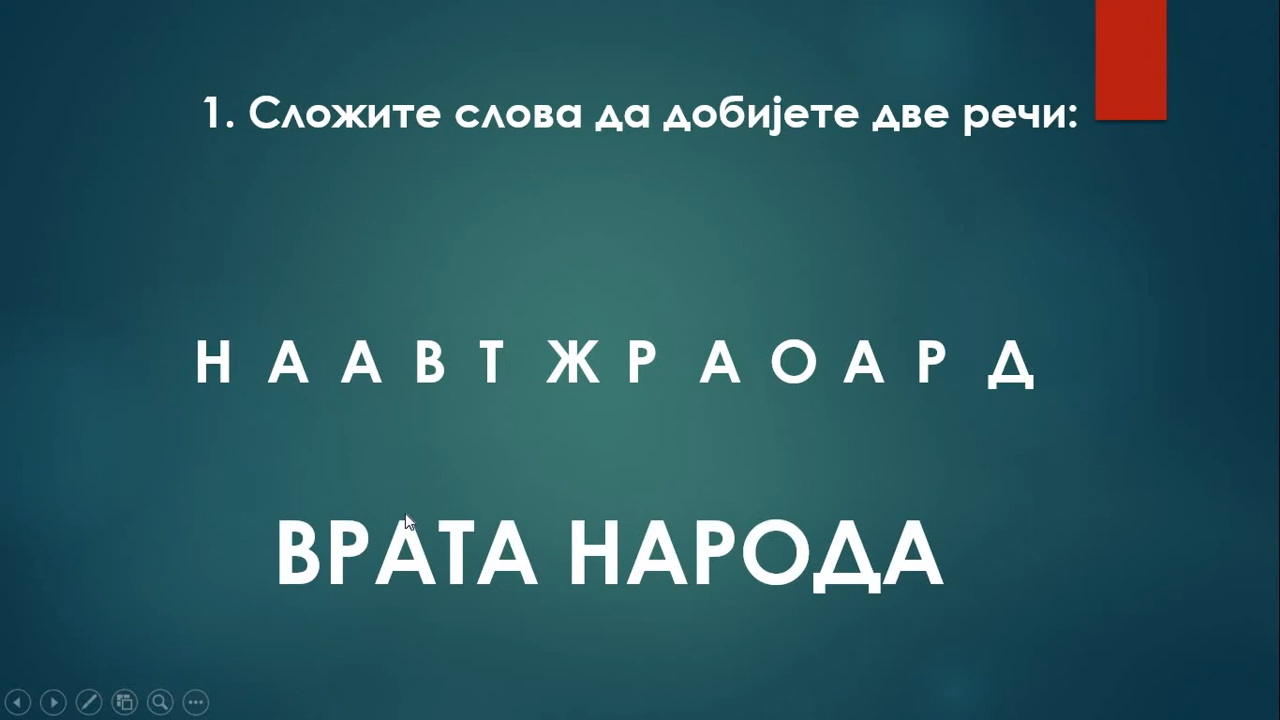 1. Сложите слова да добијете две речи:
Н А А В Т Ж Р А О А Р Д
ВРАТА НАРОДА